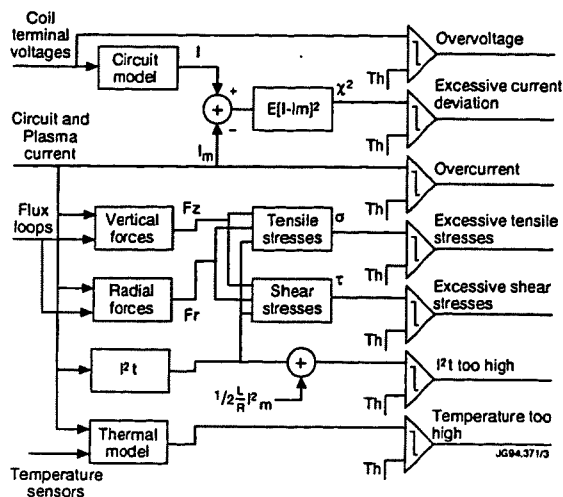 Coil
terminal
voltages
I
Circuit
model
Overvoltage
Th
+
+
−
E[I-Im]²
χ²
Excessive current
deviation
Th
Circuit and
Plasma
current
Im
Overcurrent
Th
Flux
loops
Vertical
forces
Fz
Tensile
stresses
σ
Excessive tensile
stresses
Th
Radial
forces
Fr
Shear
stresses
τ
Excessive shear
stresses
Th
I²t
+
1/2 L/R I²m
I²t too high
Th
Thermal
model
Temperature too
high
JG94.371/3
Th
Temperature
sensors